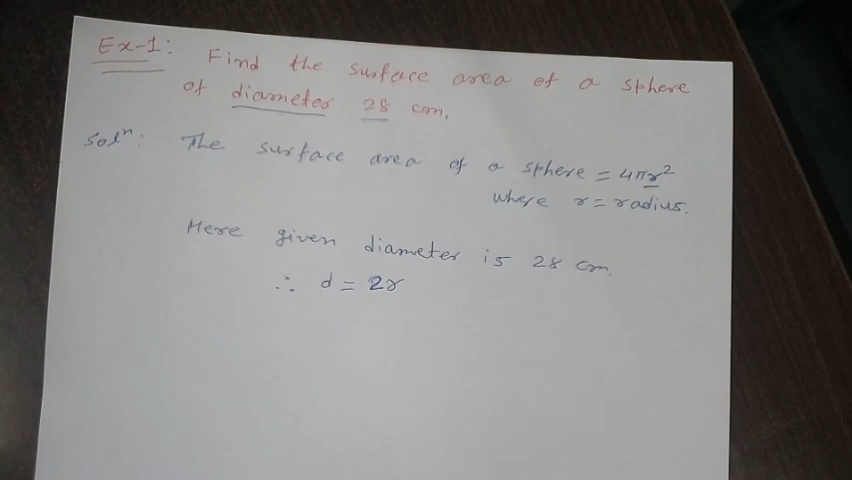 Ex-1: Find the surface area of a sphere
of diameter 28 cm.
Solⁿ: The surface area of a sphere = 4πr²
where r = radius.
Here given diameter is 28 cm.
∴ d = 2r